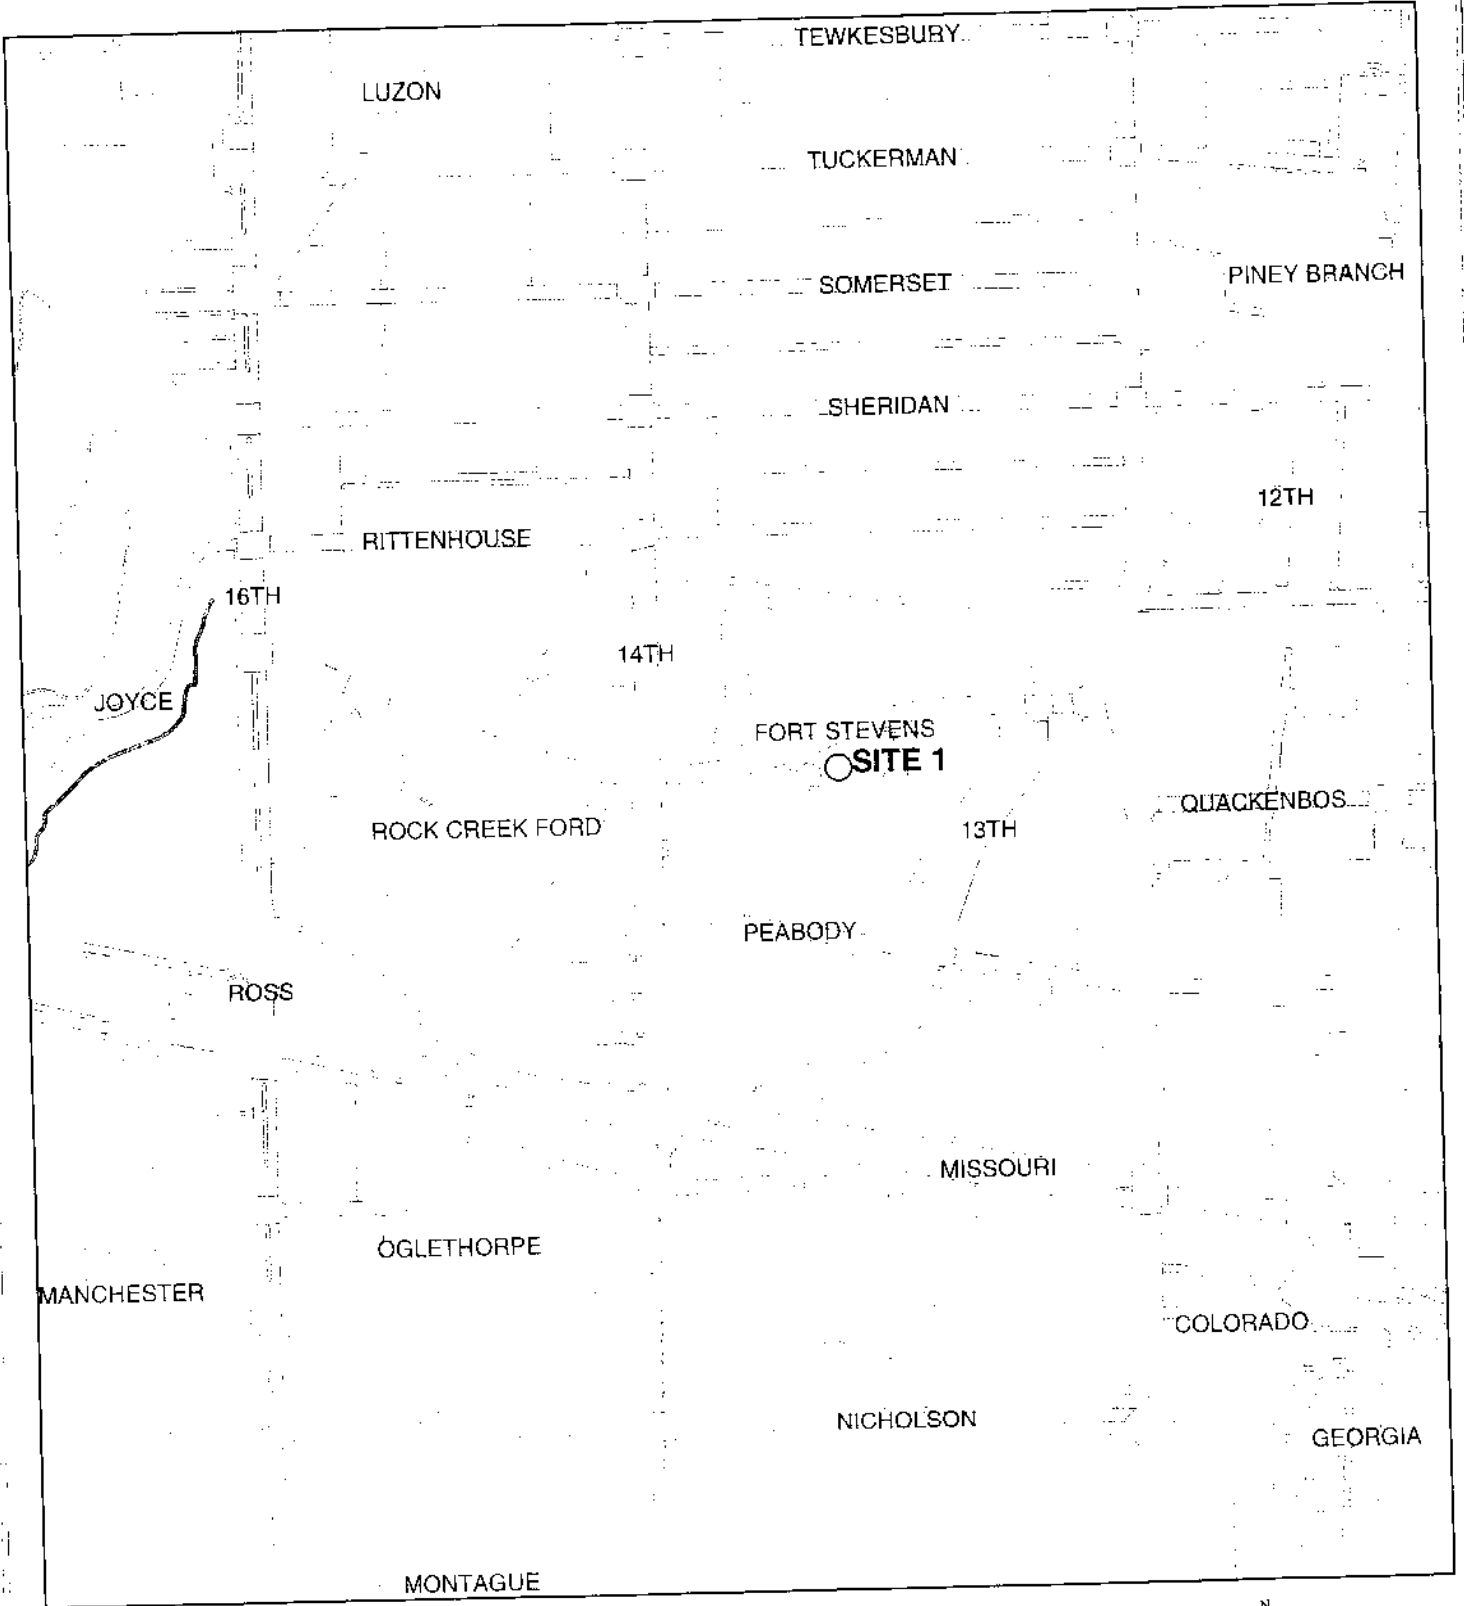 TEWKESBURY
LUZON
TUCKERMAN
PINEY BRANCH
SOMERSET
SHERIDAN
12TH
RITTENHOUSE
16TH
14TH
JOYCE
FORT STEVENS
SITE 1
QUACKENBOS
ROCK CREEK FORD
13TH
PEABODY
ROSS
MISSOURI
OGLETHORPE
MANCHESTER
COLORADO
NICHOLSON
GEORGIA
MONTAGUE
N